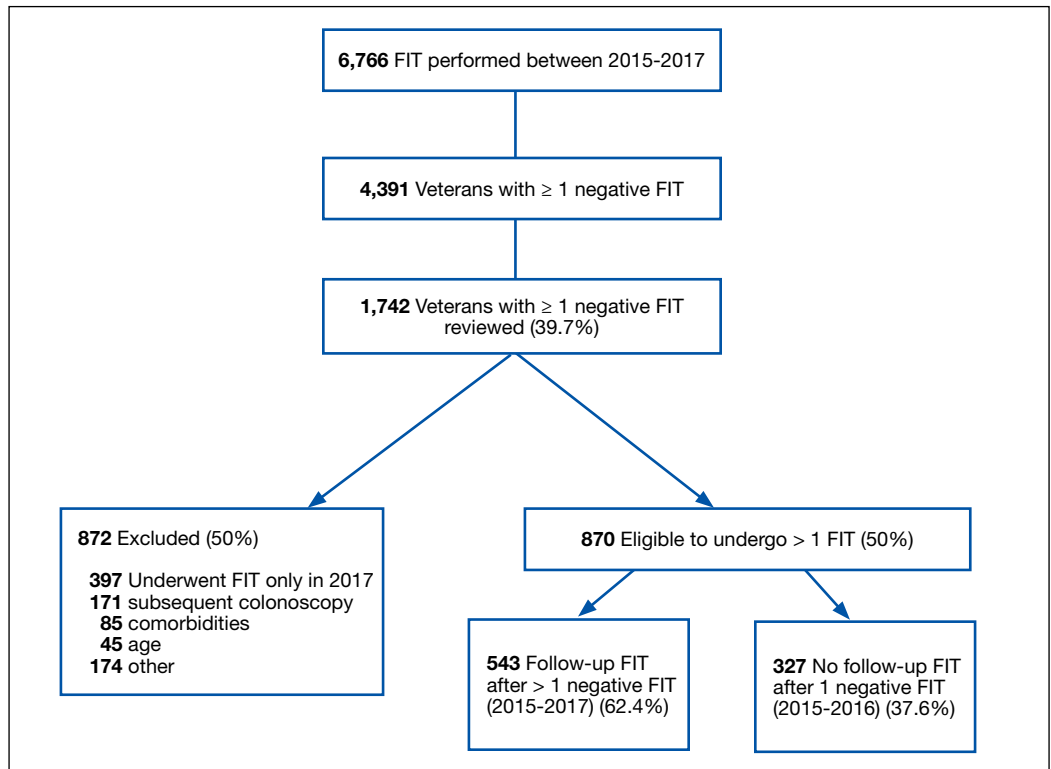 6,766 FIT performed between 2015-2017
4,391 Veterans with ≥ 1 negative FIT
1,742 Veterans with ≥ 1 negative FIT
reviewed (39.7%)
872 Excluded (50%)
397 Underwent FIT only in 2017
171 subsequent colonoscopy
85 comorbidities
45 age
174 other
870 Eligible to undergo > 1 FIT (50%)
543 Follow-up FIT
after > 1 negative FIT
(2015-2017) (62.4%)
327 No follow-up FIT
after 1 negative FIT
(2015-2016) (37.6%)